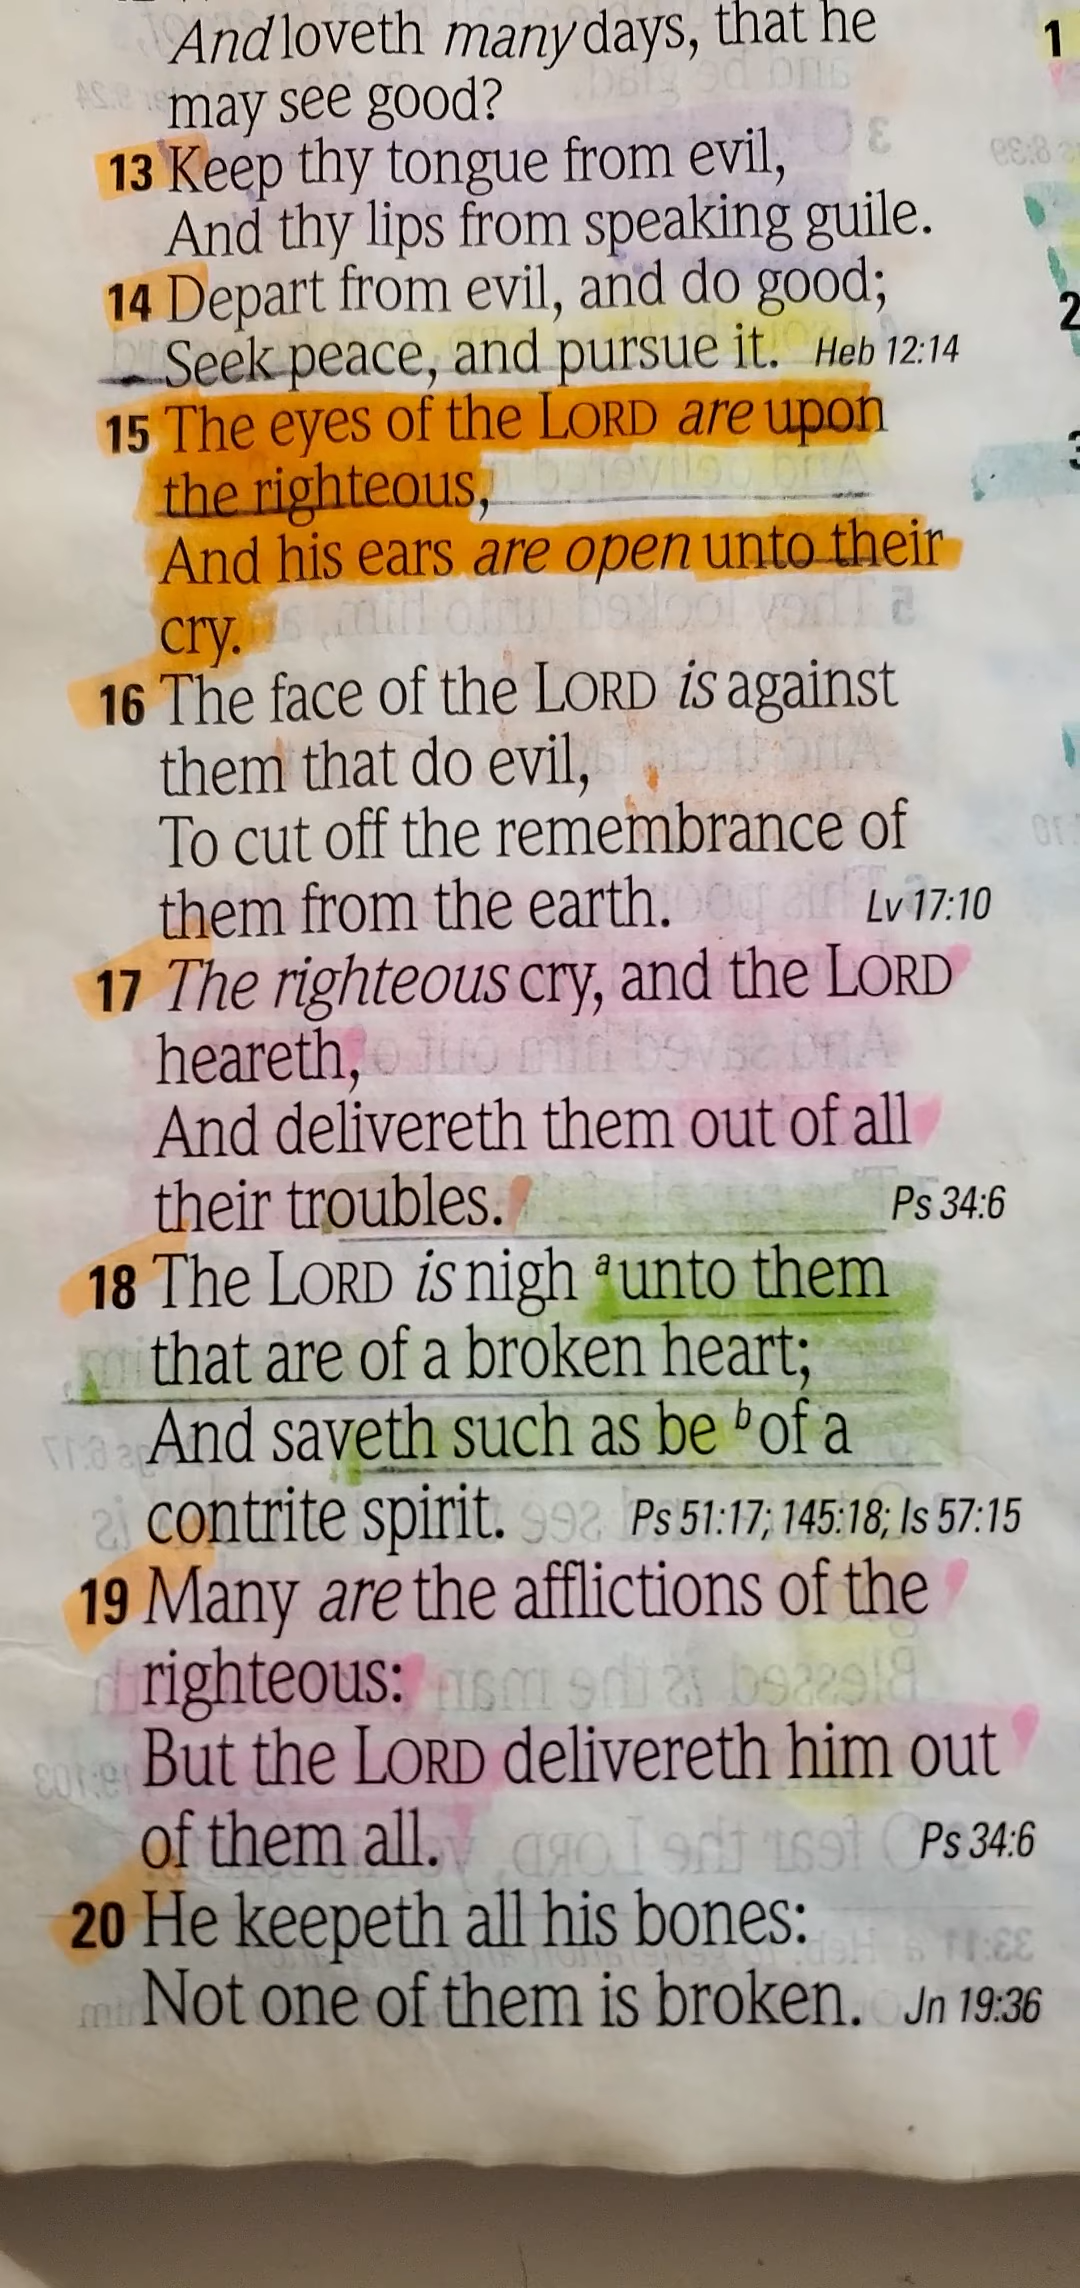 And loveth many days, that he
may see good?
13 Keep thy tongue from evil,
And thy lips from speaking guile.
14 Depart from evil, and do good;
Seek peace, and pursue it. Heb 12:14
15 The eyes of the LORD are upon
the righteous,
And his ears are open unto their
cry.
16 The face of the LORD is against
them that do evil,
To cut off the remembrance of
them from the earth. Lv 17:10
17 The righteous cry, and the LORD
heareth,
And delivereth them out of all
their troubles. Ps 34:6
18 The LORD is nigh a unto them
that are of a broken heart;
And saveth such as be b of a
contrite spirit. Ps 51:17; 145:18; Is 57:15
19 Many are the afflictions of the
righteous:
But the LORD delivereth him out
of them all. Ps 34:6
20 He keepeth all his bones:
Not one of them is broken. Jn 19:36
1
2
3